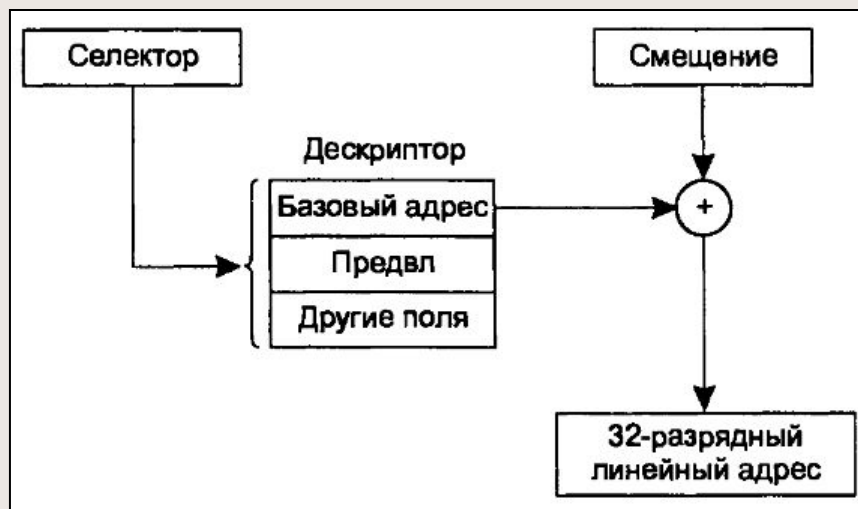 Селектор
Смещение
Дескриптор
Базовый адрес
+
Предвл
Другие поля
32-разрядный
линейный адрес